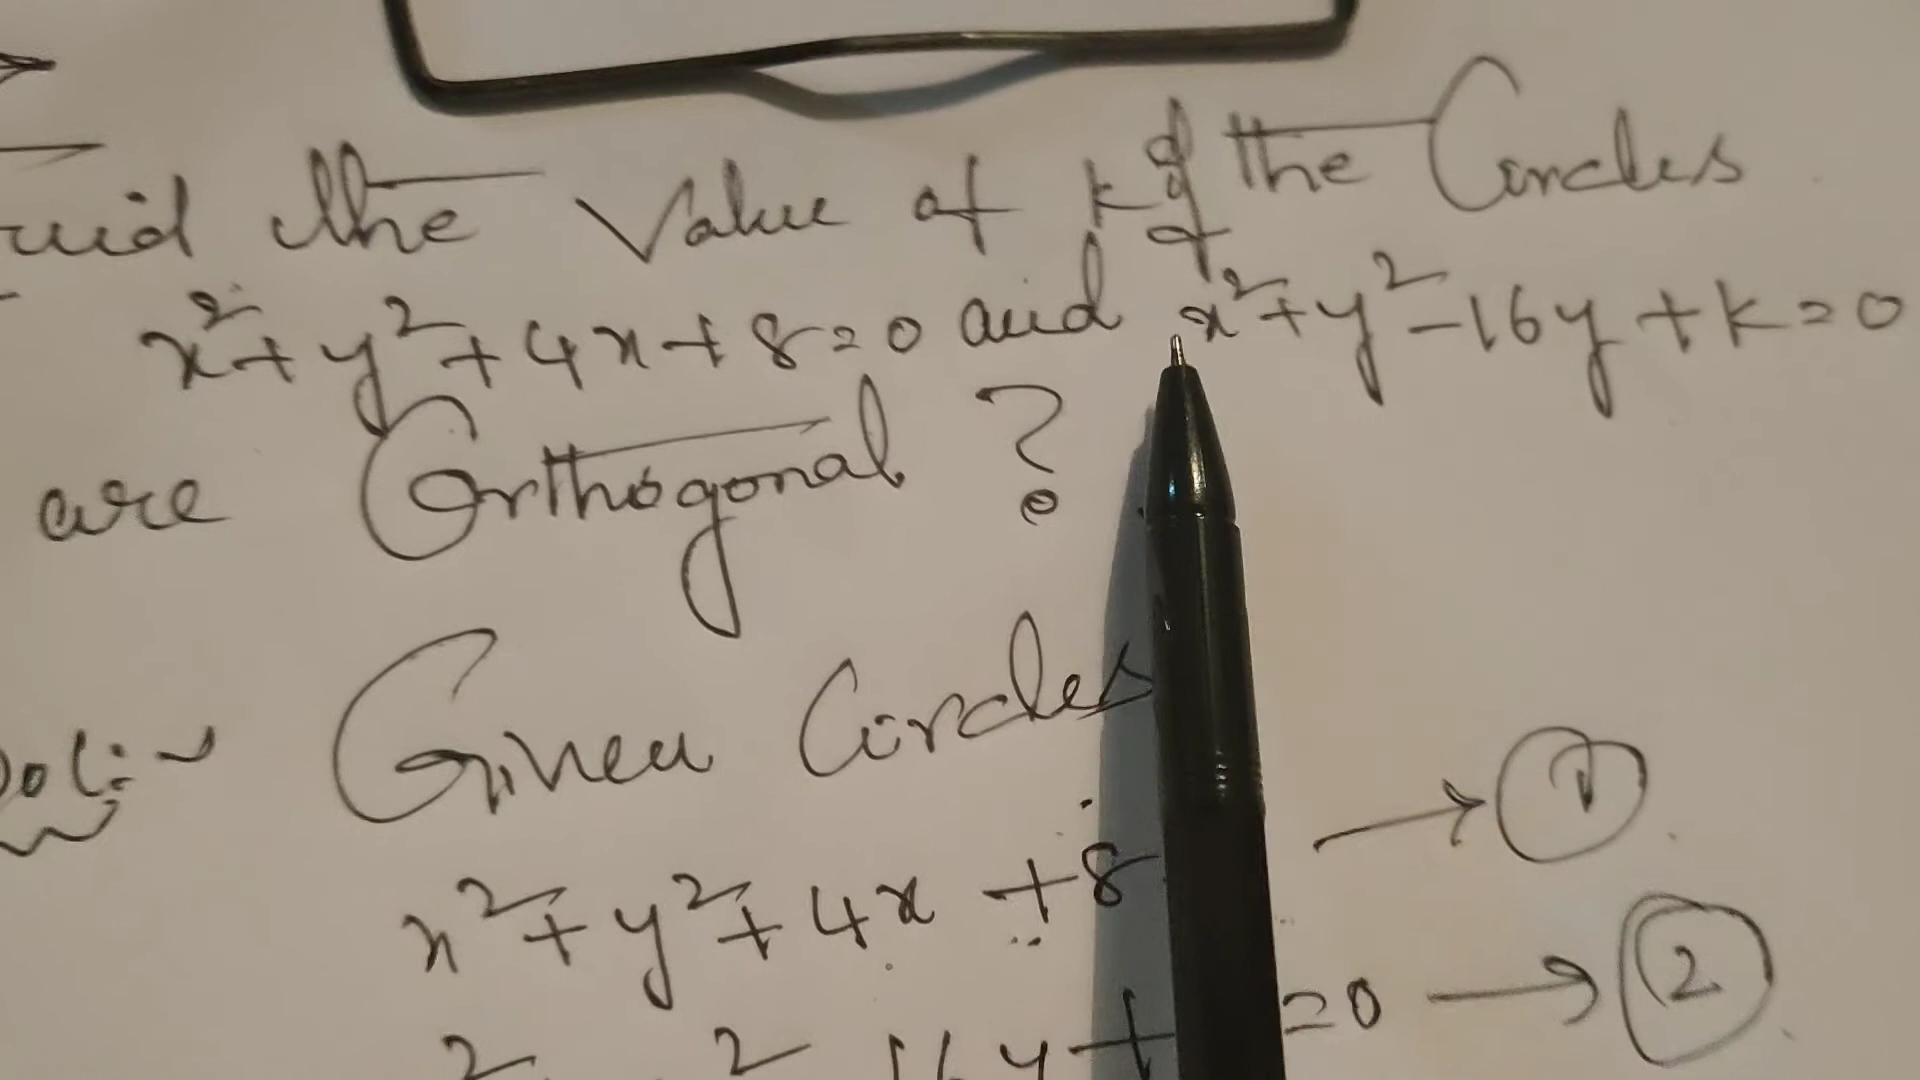 the Value of k if the Circles
x²+y²+4x+8=0 and x²+y²-16y+k=0
are Orthogonal ?
Given Circles
x²+y²+4x+8 → 1
=0 → 2